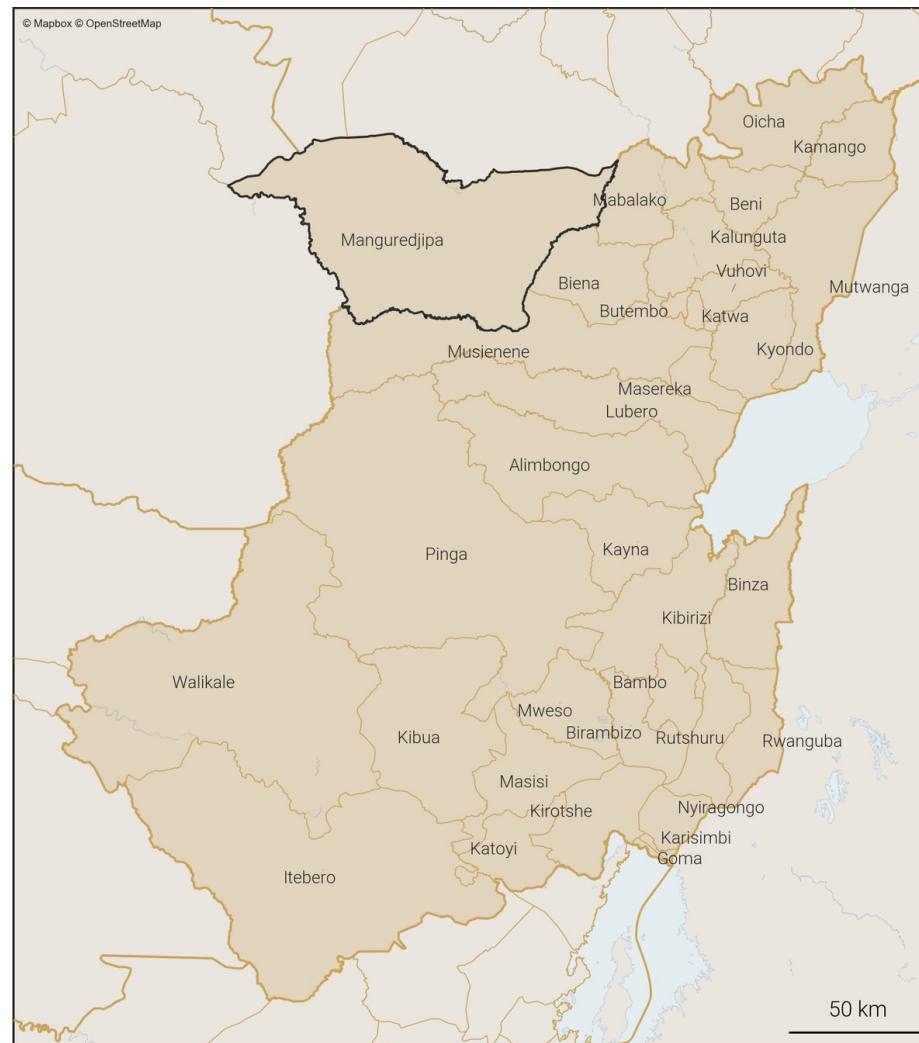 © Mapbox © OpenStreetMap
Oicha
Kamango
Mabalako
Beni
Manguredjipa
Kalunguta
Vuhovi
Biena
Mutwanga
Butembo
Katwa
Musienene
Kyondo
Masereka
Lubero
Alimbongo
Kayna
Pinga
Binza
Kibirizi
Walikale
Bambo
Mweso
Birambizo
Kibua
Rutshuru
Rwanguba
Masisi
Kirotshe
Nyiragongo
Karisimbi
Katoyi
Goma
Itebero
50 km